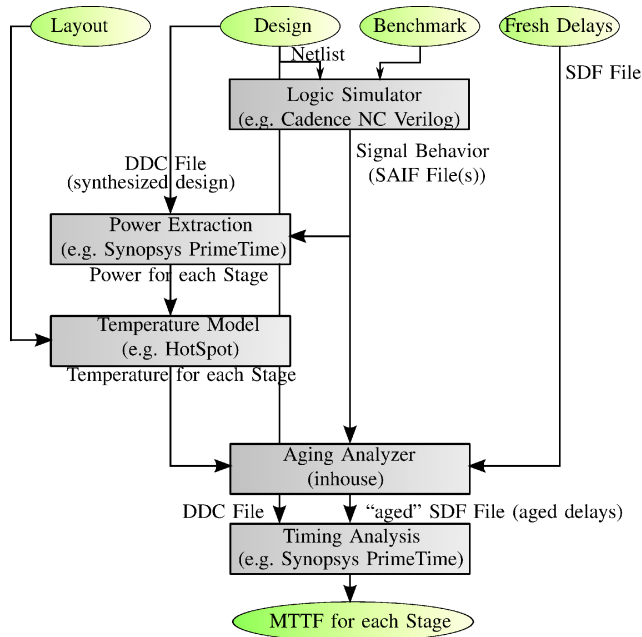 Layout
Design
Benchmark
Fresh Delays
Netlist
SDF File
Logic Simulator
(e.g. Cadence NC Verilog)
Signal Behavior
(SAIF File(s))
DDC File
(synthesized design)
Power Extraction
(e.g. Synopsys PrimeTime)
Power for each Stage
Temperature Model
(e.g. HotSpot)
Temperature for each Stage
Aging Analyzer
(inhouse)
DDC File
“aged” SDF File (aged delays)
Timing Analysis
(e.g. Synopsys PrimeTime)
MTTF for each Stage